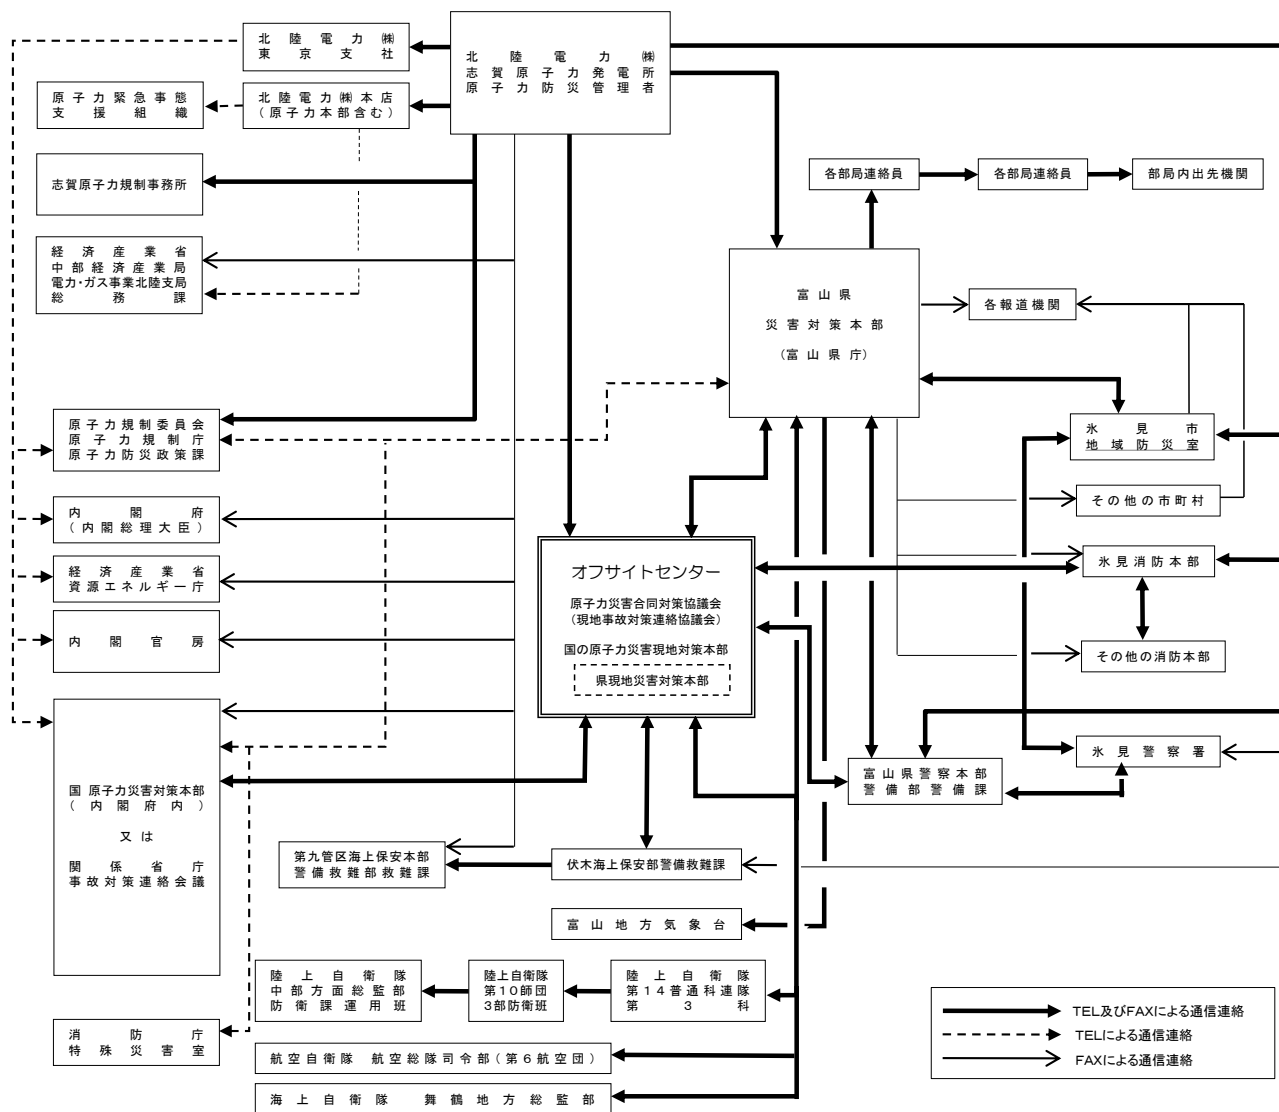 北陸電力㈱
東京支社
北陸電力㈱
志賀原子力発電所
原子力防災管理者
原子力緊急事態
支援組織
北陸電力㈱本店
(原子力本部含む)
志賀原子力規制事務所
各部局連絡員
各部局連絡員
部局内出先機関
経済産業省
中部経済産業局
電力・ガス事業北陸支局
総務課
富山県
災害対策本部
(富山県庁)
各報道機関
原子力規制委員会
原子力規制庁
原子力防災政策課
氷見市
地域防災室
その他の市町村
内閣府
(内閣総理大臣)
経済産業省
資源エネルギー庁
オフサイトセンター
原子力災害合同対策協議会
(現地事故対策連絡協議会)
国の原子力災害現地対策本部
県現地災害対策本部
氷見消防本部
内閣官房
その他の消防本部
国 原子力災害対策本部
(内閣府内)
又は
関係省庁
事故対策連絡会議
富山県警察本部
警備部警備課
氷見警察署
第九管区海上保安本部
警備救難部救難課
伏木海上保安部警備救難課
富山地方気象台
陸上自衛隊
中部方面総監部
防衛課運用班
陸上自衛隊
第10師団
3部防衛班
陸上自衛隊
第14普通科連隊
第3科
消防庁
特殊災害室
航空自衛隊 航空総隊司令部(第6航空団)
海上自衛隊 舞鶴地方総監部
TEL及びFAXによる通信連絡
TELによる通信連絡
FAXによる通信連絡